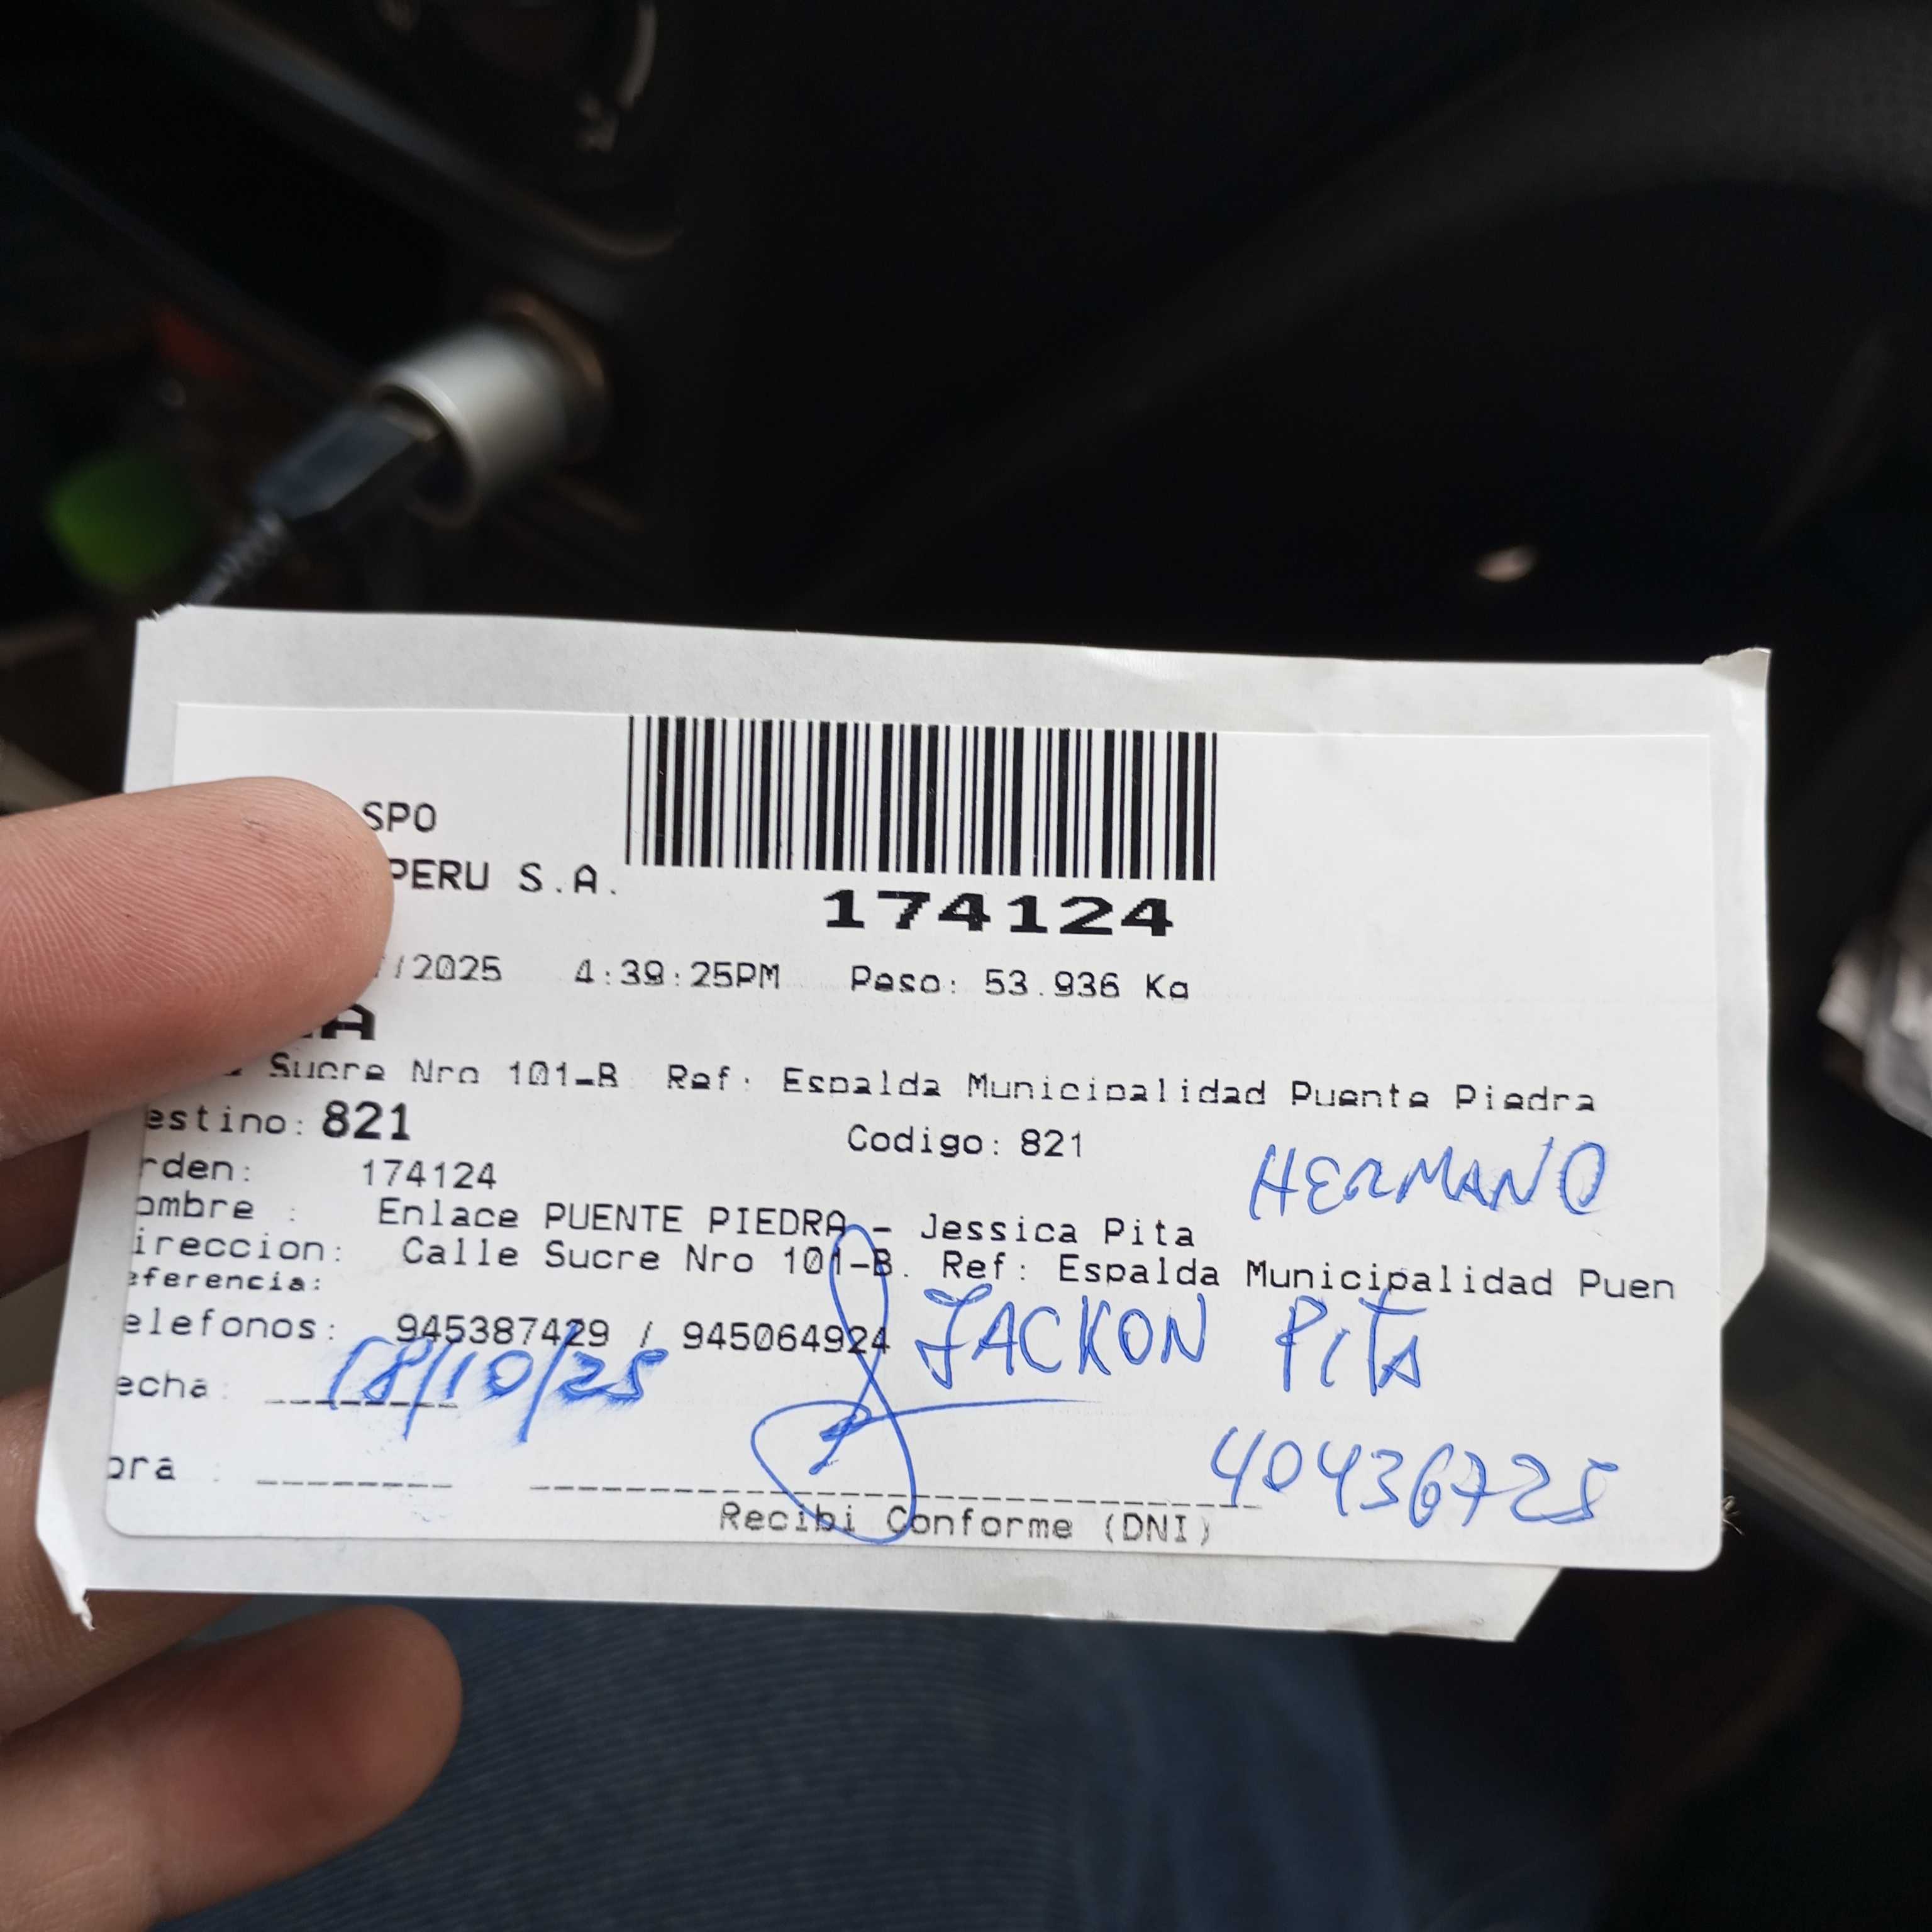 SPO
PERU S.A.
174124
/2025 4:39:25PM Peso: 53.936 Kg
Sucre Nro 101-B Ref: Espalda Municipalidad Puente Piedra
estino: 821 Codigo: 821
rden: 174124
HERMANO
ombre : Enlace PUENTE PIEDRA - Jessica Pita
ireccion: Calle Sucre Nro 101-B. Ref: Espalda Municipalidad Puen
eferencia:
elefonos: 945387429 / 945064924
JACKON PITA
echa: 18/10/25
40436725
ora :
Recibi Conforme (DNI)